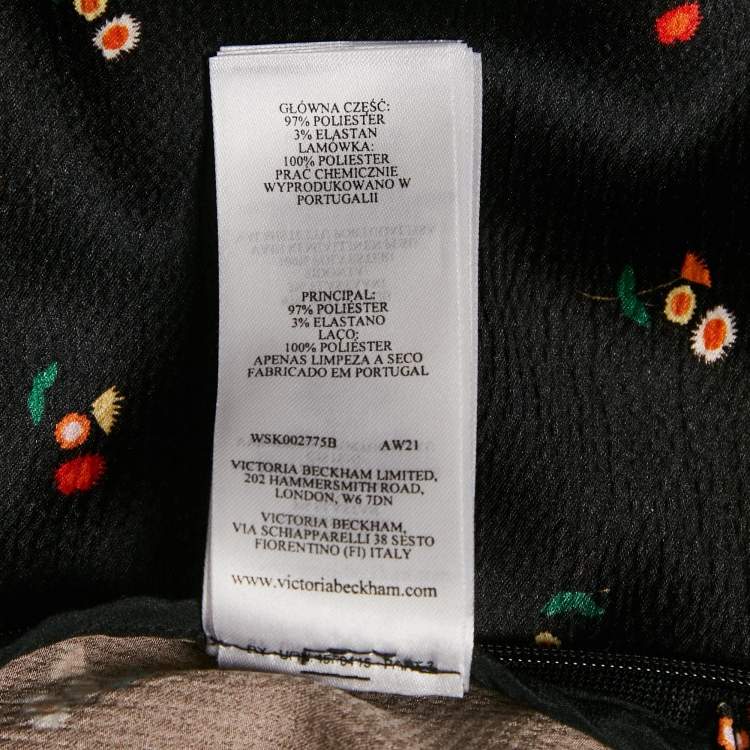 GŁÓWNA CZĘŚĆ:
97% POLIESTER
3% ELASTAN
LAMÓWKA:
100% POLIESTER
PRAĆ CHEMICZNIE
WYPRODUKOWANO W
PORTUGALII
PRINCIPAL:
97% POLIÉSTER
3% ELASTANO
LAÇO:
100% POLIÉSTER
APENAS LIMPEZA A SECO
FABRICADO EM PORTUGAL
WSK002775B AW21
VICTORIA BECKHAM LIMITED,
202 HAMMERSMITH ROAD,
LONDON, W6 7DN
VICTORIA BECKHAM,
VIA SCHIAPPARELLI 38 SESTO
FIORENTINO (FI) ITALY
www.victoriabeckham.com